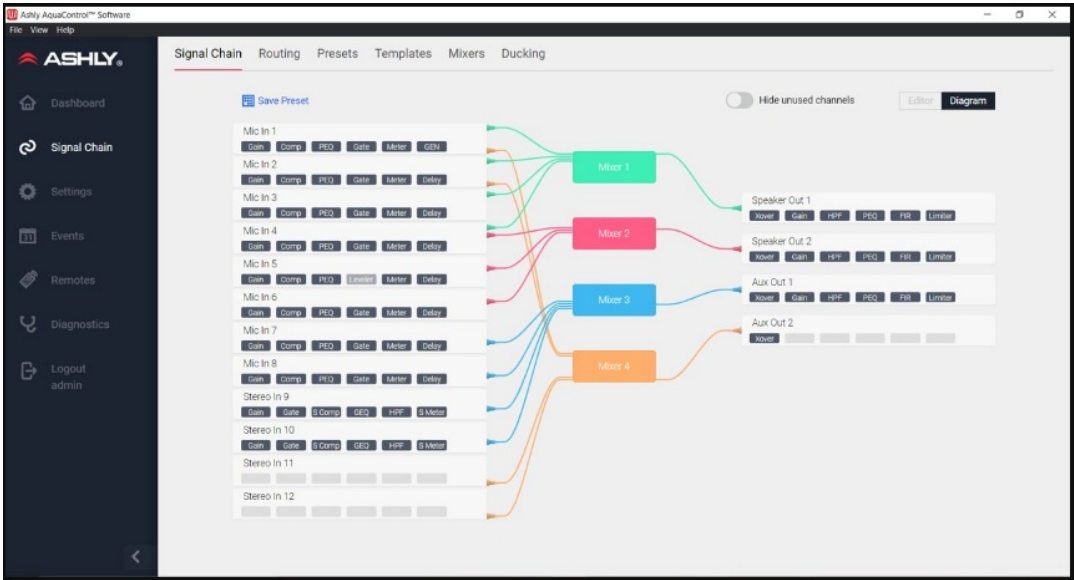 Ashly AquaControl™ Software
File View Help
ASHLY®
Signal Chain Routing Presets Templates Mixers Ducking
Dashboard
Signal Chain
Settings
31 Events
Remotes
Diagnostics
Logout
admin
Save Preset
Hide unused channels
Editor Diagram
Mic In 1
Gain Comp PEQ Gate Meter GEN
Mic In 2
Gain Comp PEQ Gate Meter Delay
Mic In 3
Gain Comp PEQ Gate Meter Delay
Mic In 4
Gain Comp PEQ Gate Meter Delay
Mic In 5
Gain Comp PEQ Leveler Meter Delay
Mic In 6
Gain Comp PEQ Gate Meter Delay
Mic In 7
Gain Comp PEQ Gate Meter Delay
Mic In 8
Gain Comp PEQ Gate Meter Delay
Stereo In 9
Gain Gate S Comp GEQ HPF S Meter
Stereo In 10
Gain Gate S Comp GEQ HPF S Meter
Stereo In 11
Stereo In 12
Mixer 1
Mixer 2
Mixer 3
Mixer 4
Speaker Out 1
Xover Gain HPF PEQ FIR Limiter
Speaker Out 2
Xover Gain HPF PEQ FIR Limiter
Aux Out 1
Xover Gain HPF PEQ FIR Limiter
Aux Out 2
Xover